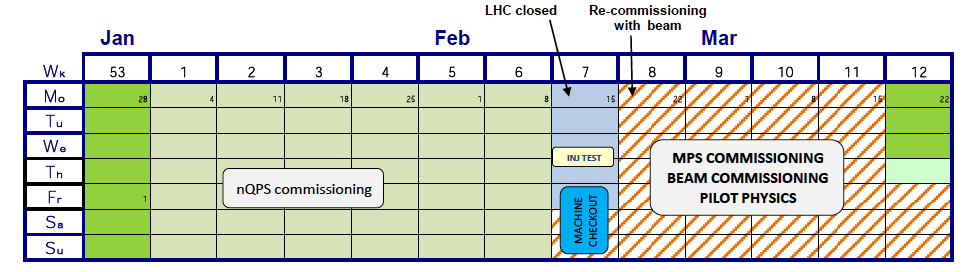 LHC closed
Re-commissioning
with beam
Jan Feb Mar
Wk 53 1 2 3 4 5 6 7 8 9 10 11 12
Mo 28 4 11 18 25 1 8 15 22 1 8 15 22
Tu
We
INJ TEST
Th
Fr 1
Sa
Su
nQPS commissioning
MACHINE
CHECKOUT
MPS COMMISSIONING
BEAM COMMISSIONING
PILOT PHYSICS